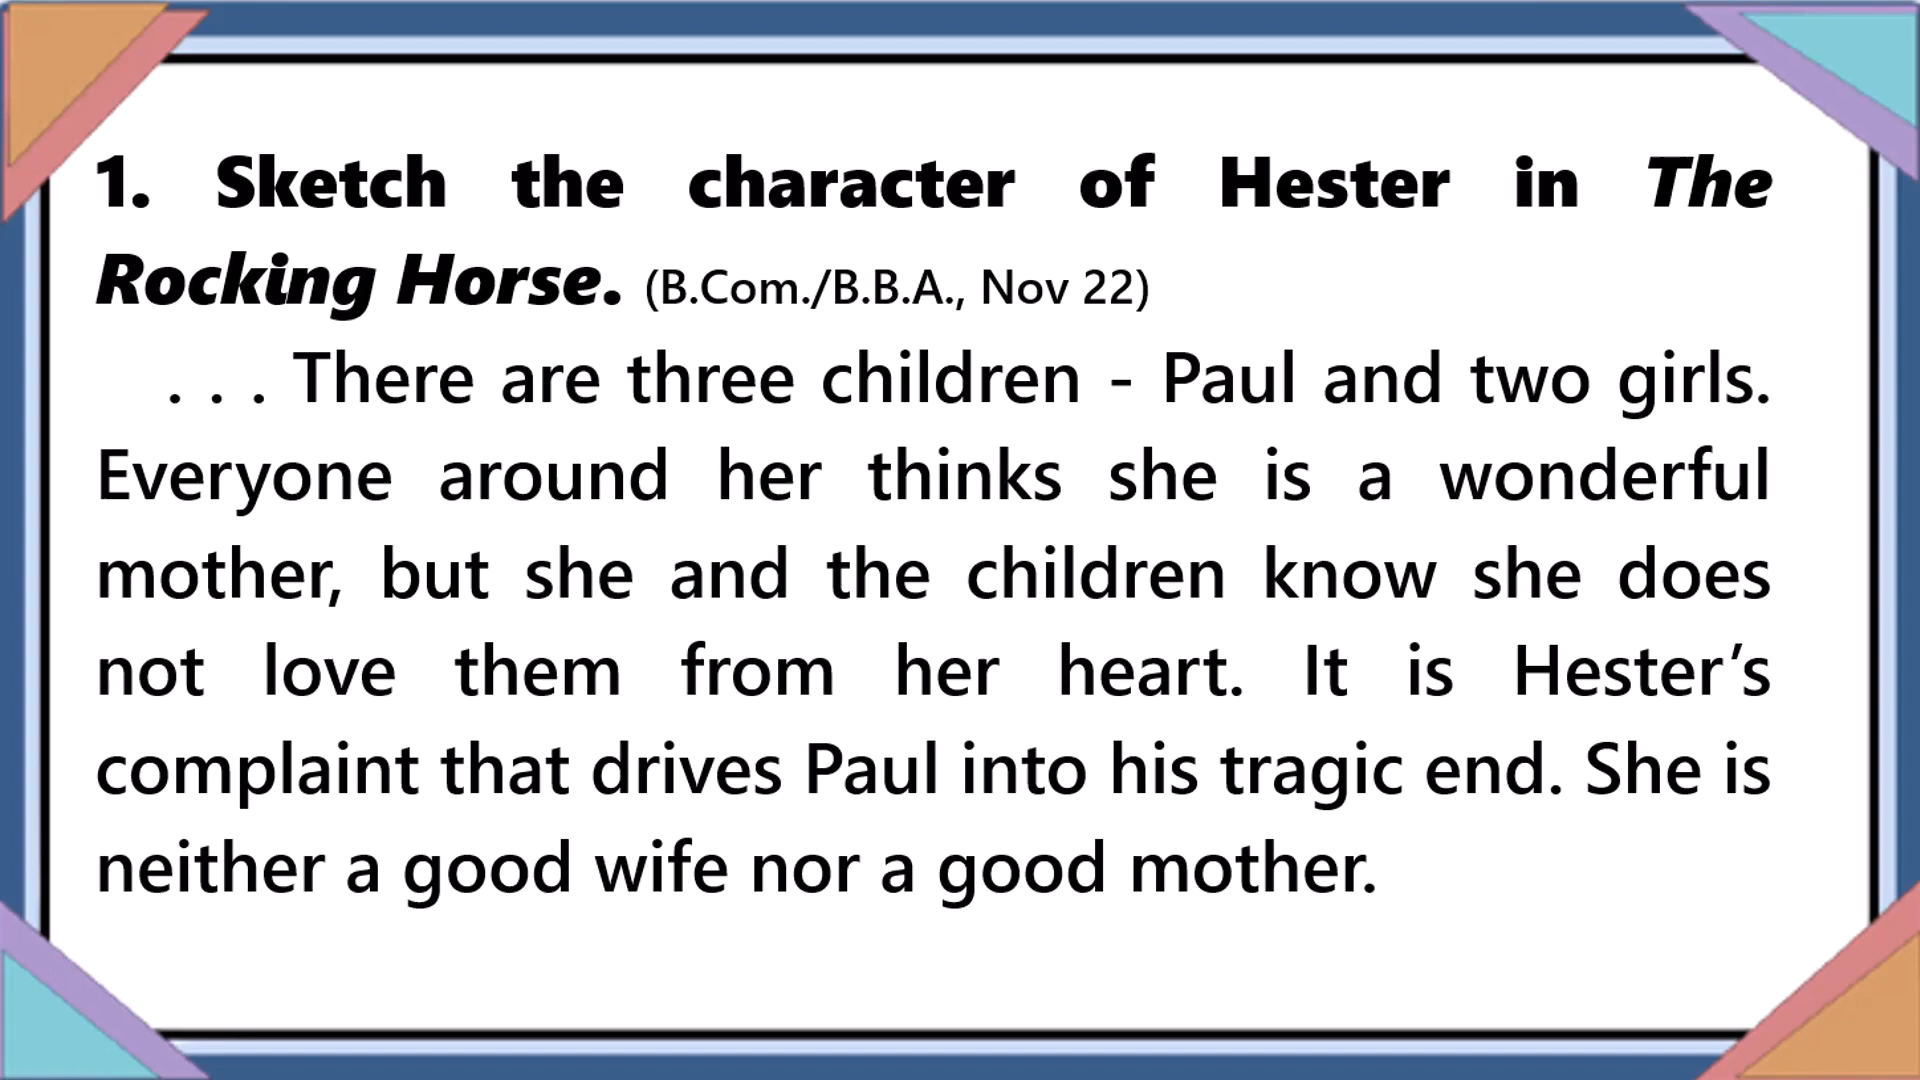 1. Sketch the character of Hester in The
Rocking Horse. (B.Com./B.B.A., Nov 22)
. . . There are three children - Paul and two girls.
Everyone around her thinks she is a wonderful
mother, but she and the children know she does
not love them from her heart. It is Hester’s
complaint that drives Paul into his tragic end. She is
neither a good wife nor a good mother.